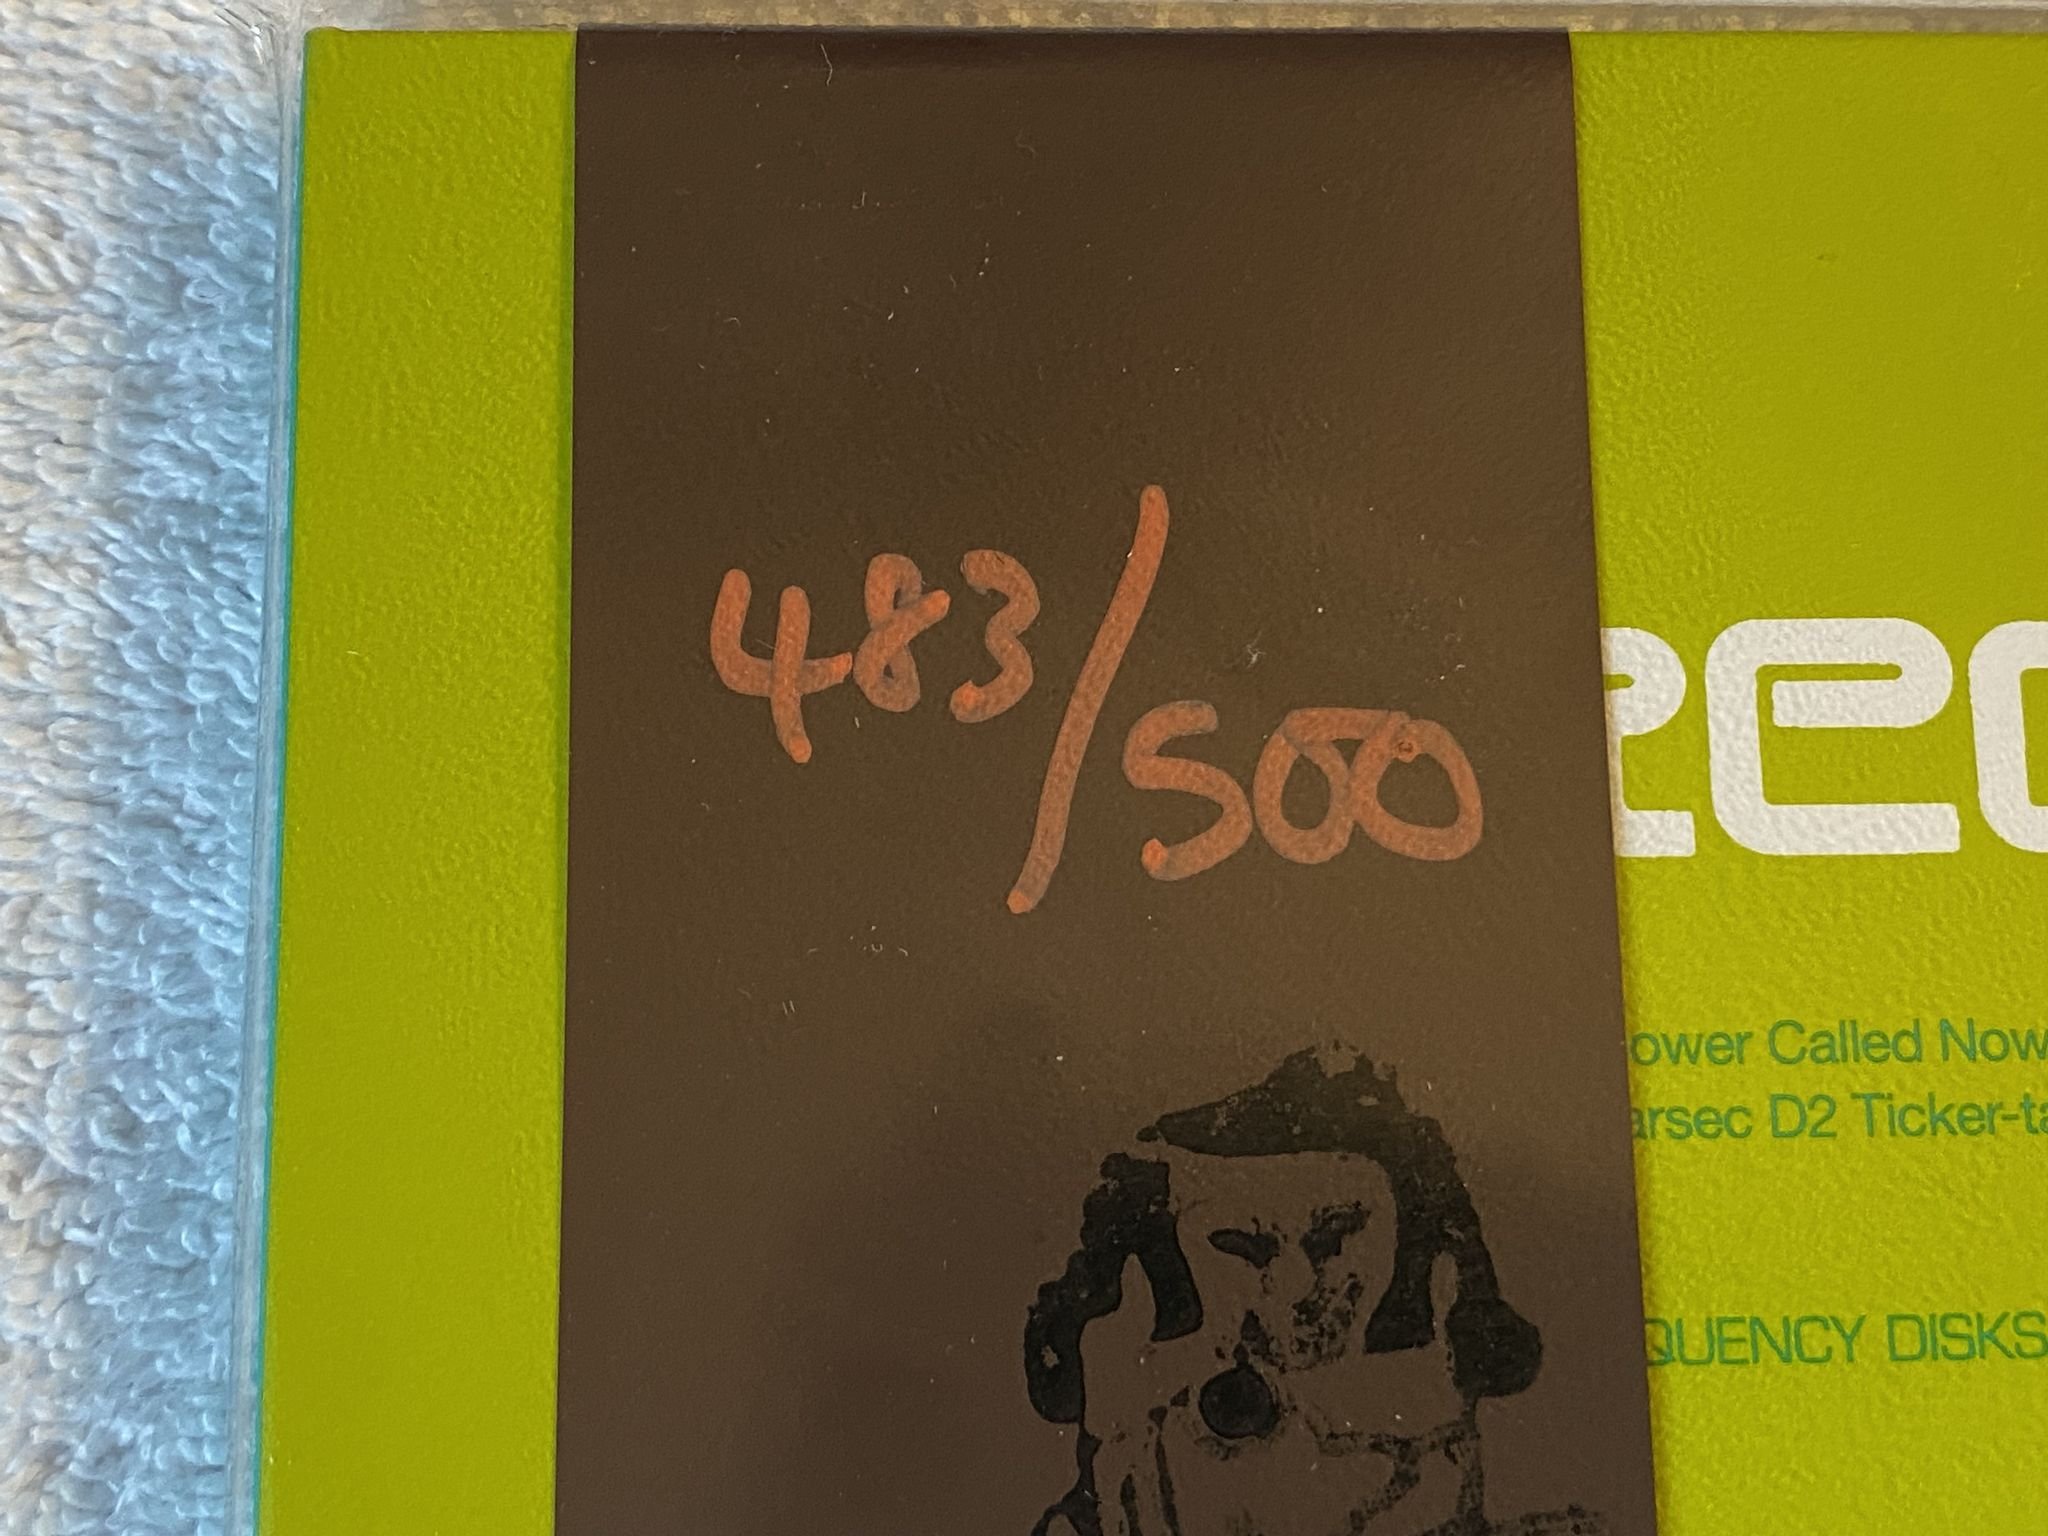 483/500
ower Called Now
arsec D2 Ticker-ta
QUENCY DISKS